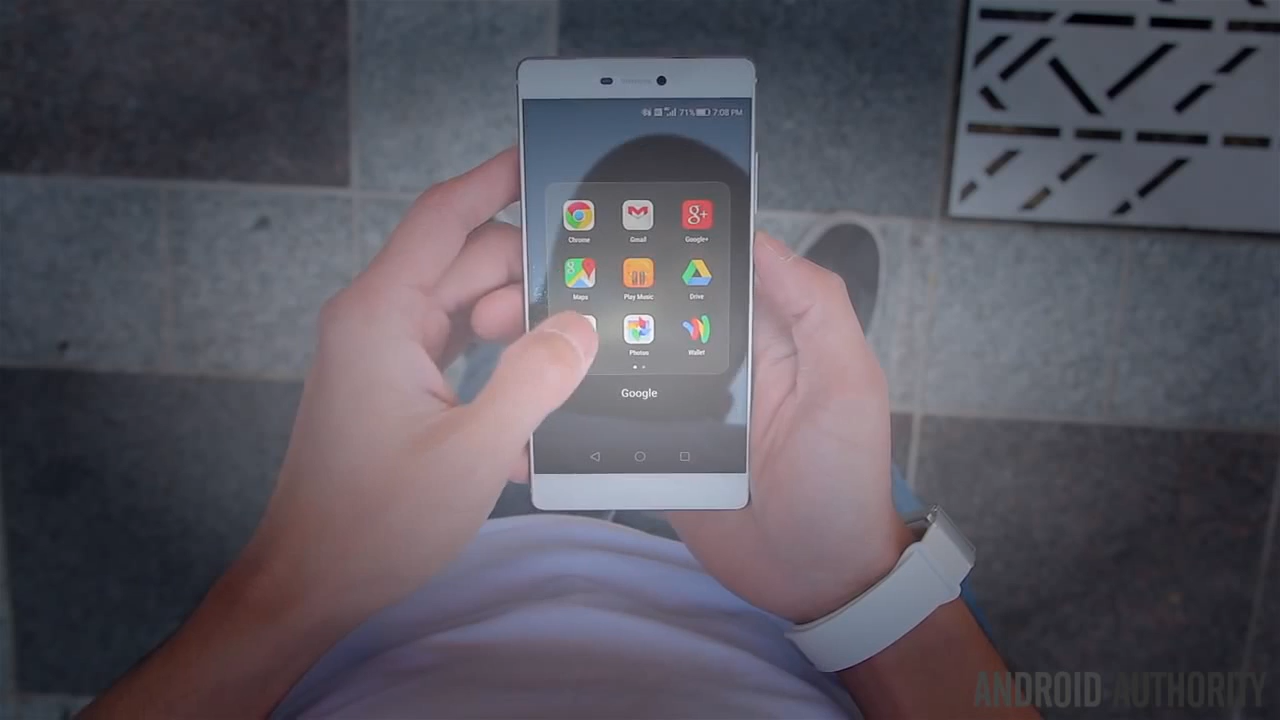 71% 7:08 PM
Chrome Gmail Google+
Maps Play Music Drive
Photos Wallet
Google
ANDROID AUTHORITY